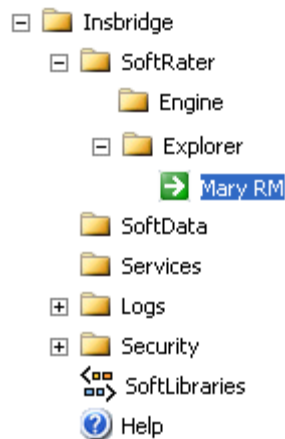 Insbridge
SoftRater
Engine
Explorer
Mary RM
SoftData
Services
Logs
Security
SoftLibraries
Help